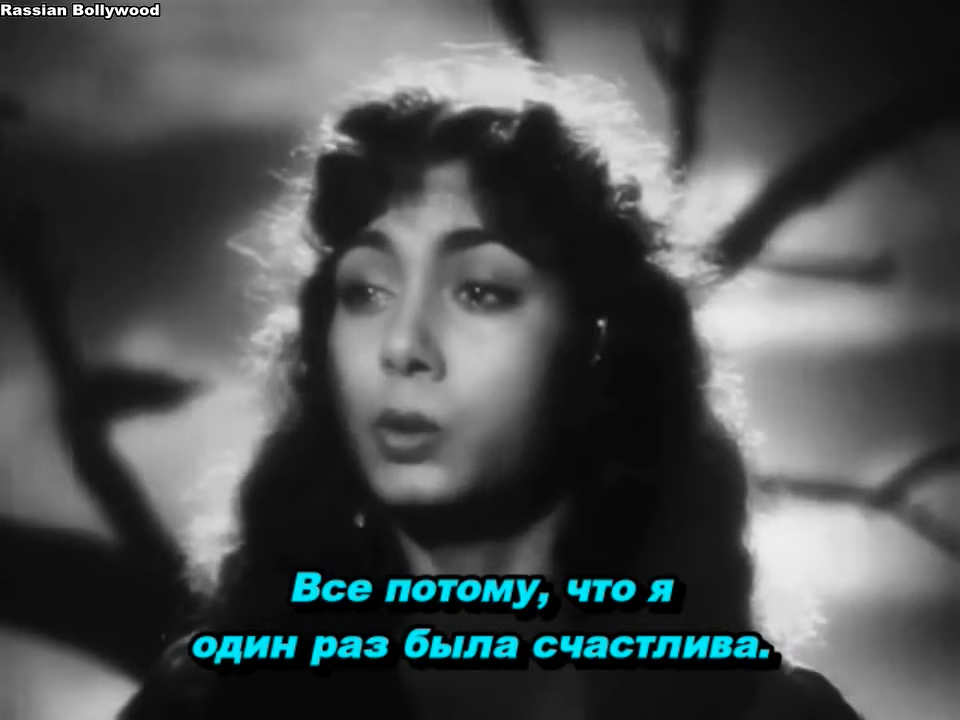 Rassian Bollywood
Все потому, что я
один раз была счастлива.